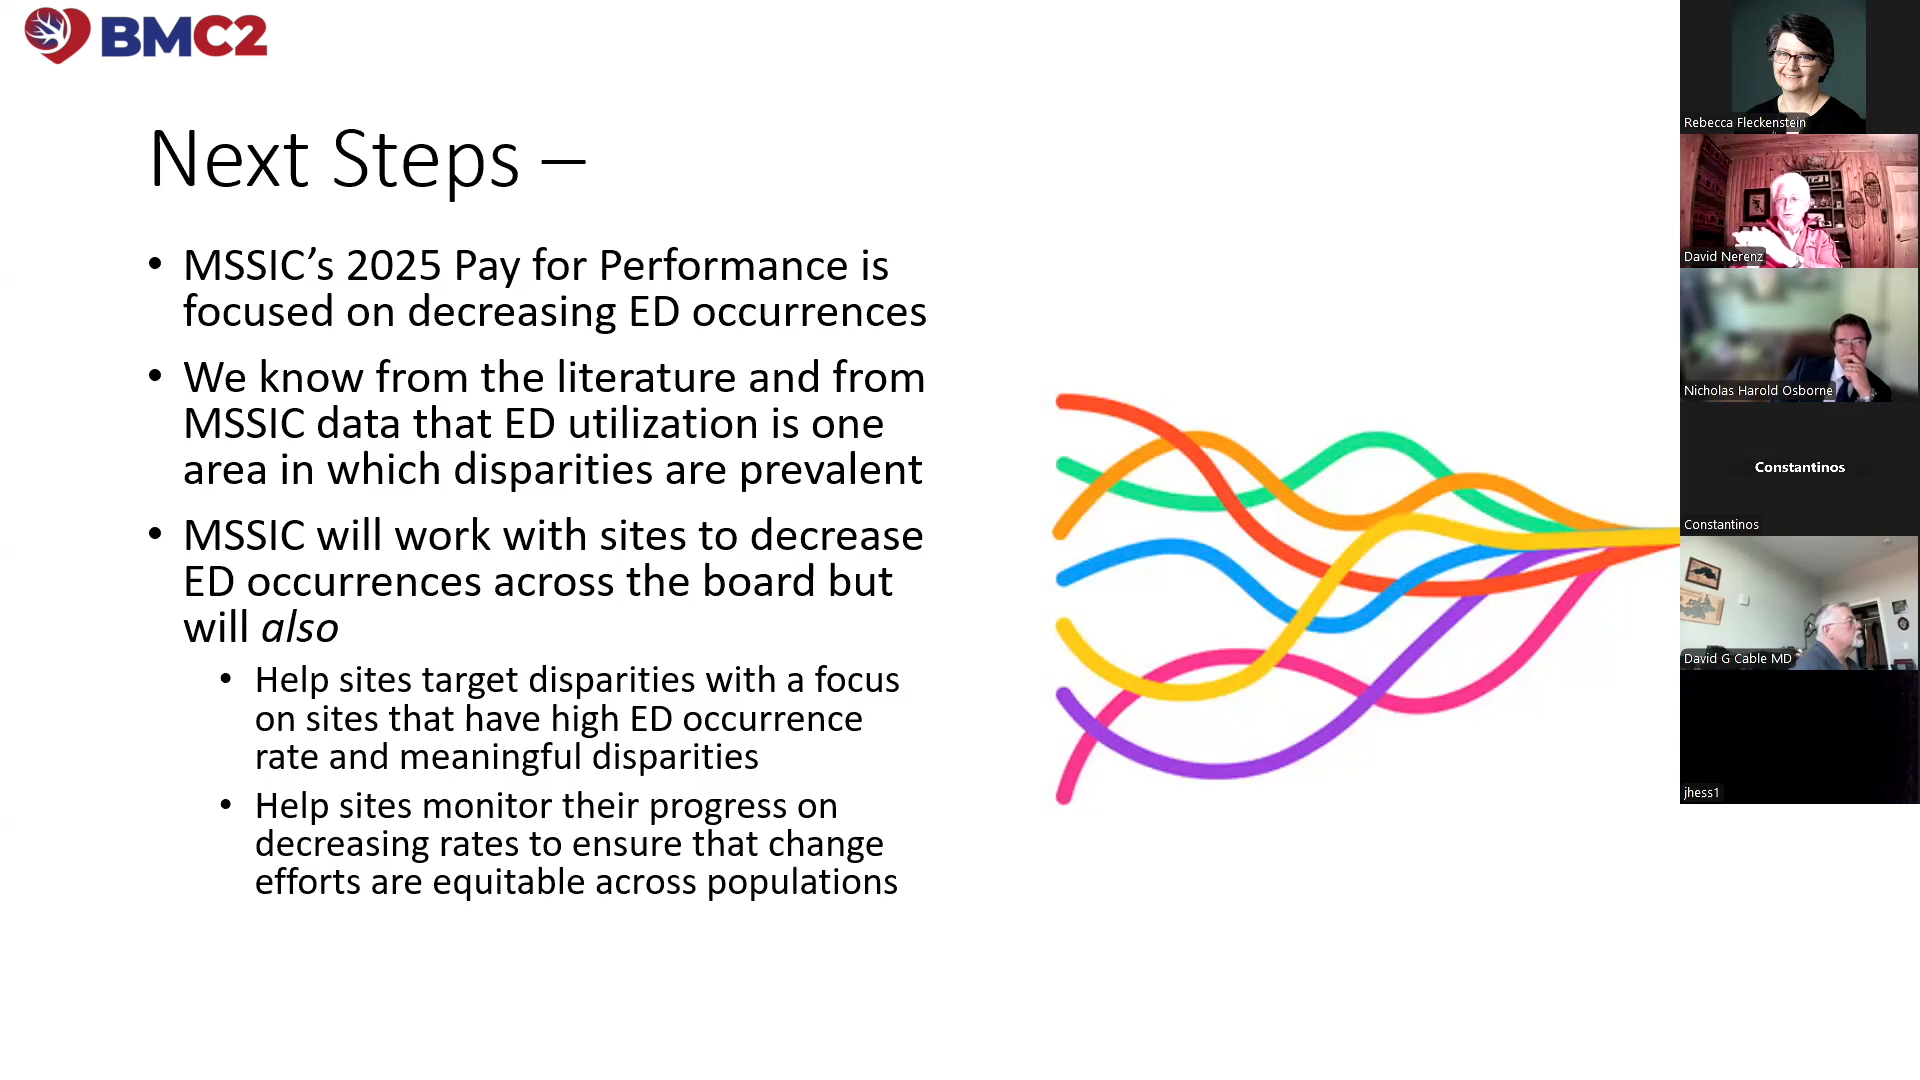 BMC2
Next Steps –
• MSSIC’s 2025 Pay for Performance is
focused on decreasing ED occurrences
• We know from the literature and from
MSSIC data that ED utilization is one
area in which disparities are prevalent
• MSSIC will work with sites to decrease
ED occurrences across the board but
will also
• Help sites target disparities with a focus
on sites that have high ED occurrence
rate and meaningful disparities
• Help sites monitor their progress on
decreasing rates to ensure that change
efforts are equitable across populations
Rebecca Fleckenstein
David Nerenz
Nicholas Harold Osborne
Constantinos
Constantinos
David G Cable MD
jhess1